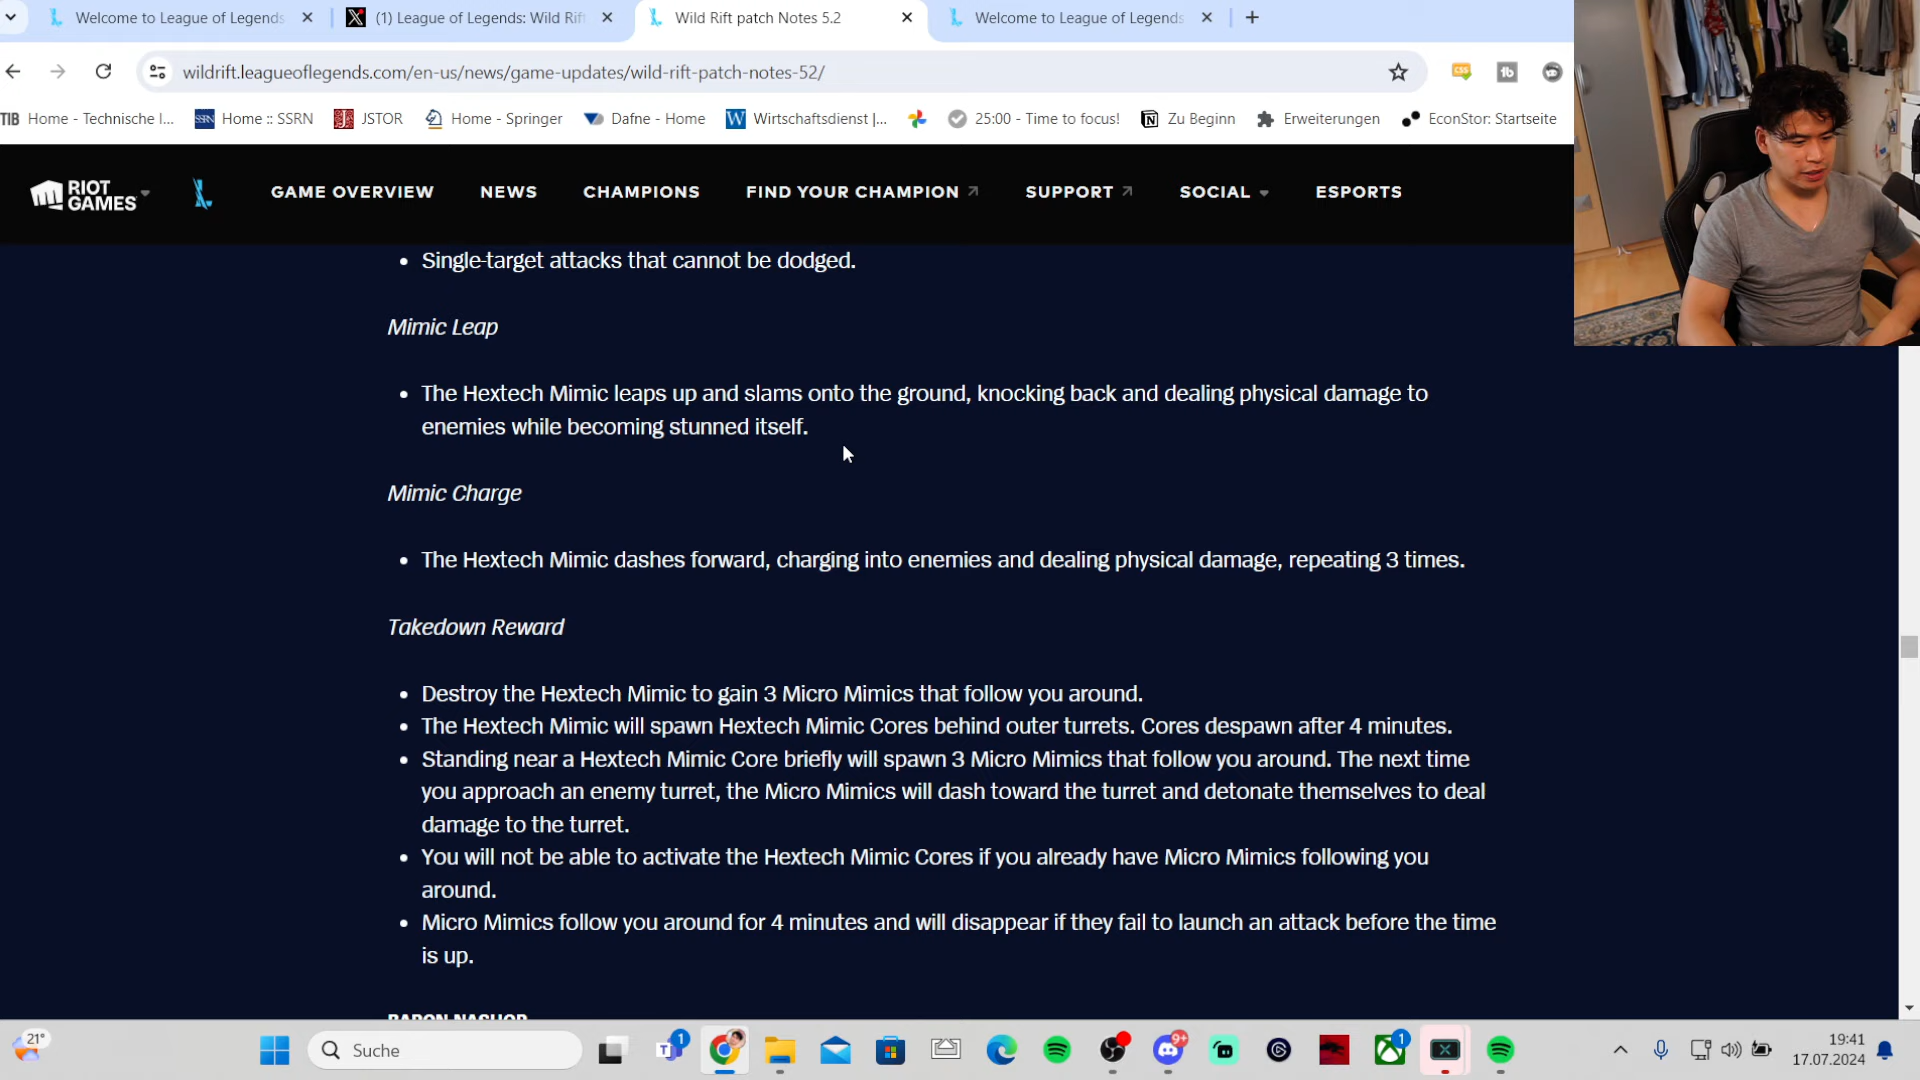 Welcome to League of Legends
(1) League of Legends: Wild Rif
Wild Rift patch Notes 5.2
Welcome to League of Legends
wildrift.leagueoflegends.com/en-us/news/game-updates/wild-rift-patch-notes-52/
TIB Home - Technische I... SSRN Home :: SSRN JSTOR Home - Springer Dafne - Home W Wirtschaftsdienst |... 25:00 - Time to focus! Zu Beginn Erweiterungen EconStor: Startseite
RIOT GAMES GAME OVERVIEW NEWS CHAMPIONS FIND YOUR CHAMPION SUPPORT SOCIAL ESPORTS
• Single-target attacks that cannot be dodged.
Mimic Leap
• The Hextech Mimic leaps up and slams onto the ground, knocking back and dealing physical damage to
enemies while becoming stunned itself.
Mimic Charge
• The Hextech Mimic dashes forward, charging into enemies and dealing physical damage, repeating 3 times.
Takedown Reward
• Destroy the Hextech Mimic to gain 3 Micro Mimics that follow you around.
• The Hextech Mimic will spawn Hextech Mimic Cores behind outer turrets. Cores despawn after 4 minutes.
• Standing near a Hextech Mimic Core briefly will spawn 3 Micro Mimics that follow you around. The next time
you approach an enemy turret, the Micro Mimics will dash toward the turret and detonate themselves to deal
damage to the turret.
• You will not be able to activate the Hextech Mimic Cores if you already have Micro Mimics following you
around.
• Micro Mimics follow you around for 4 minutes and will disappear if they fail to launch an attack before the time
is up.
BARON NASHOR
21°
Suche
1
9+
1
19:41
17.07.2024